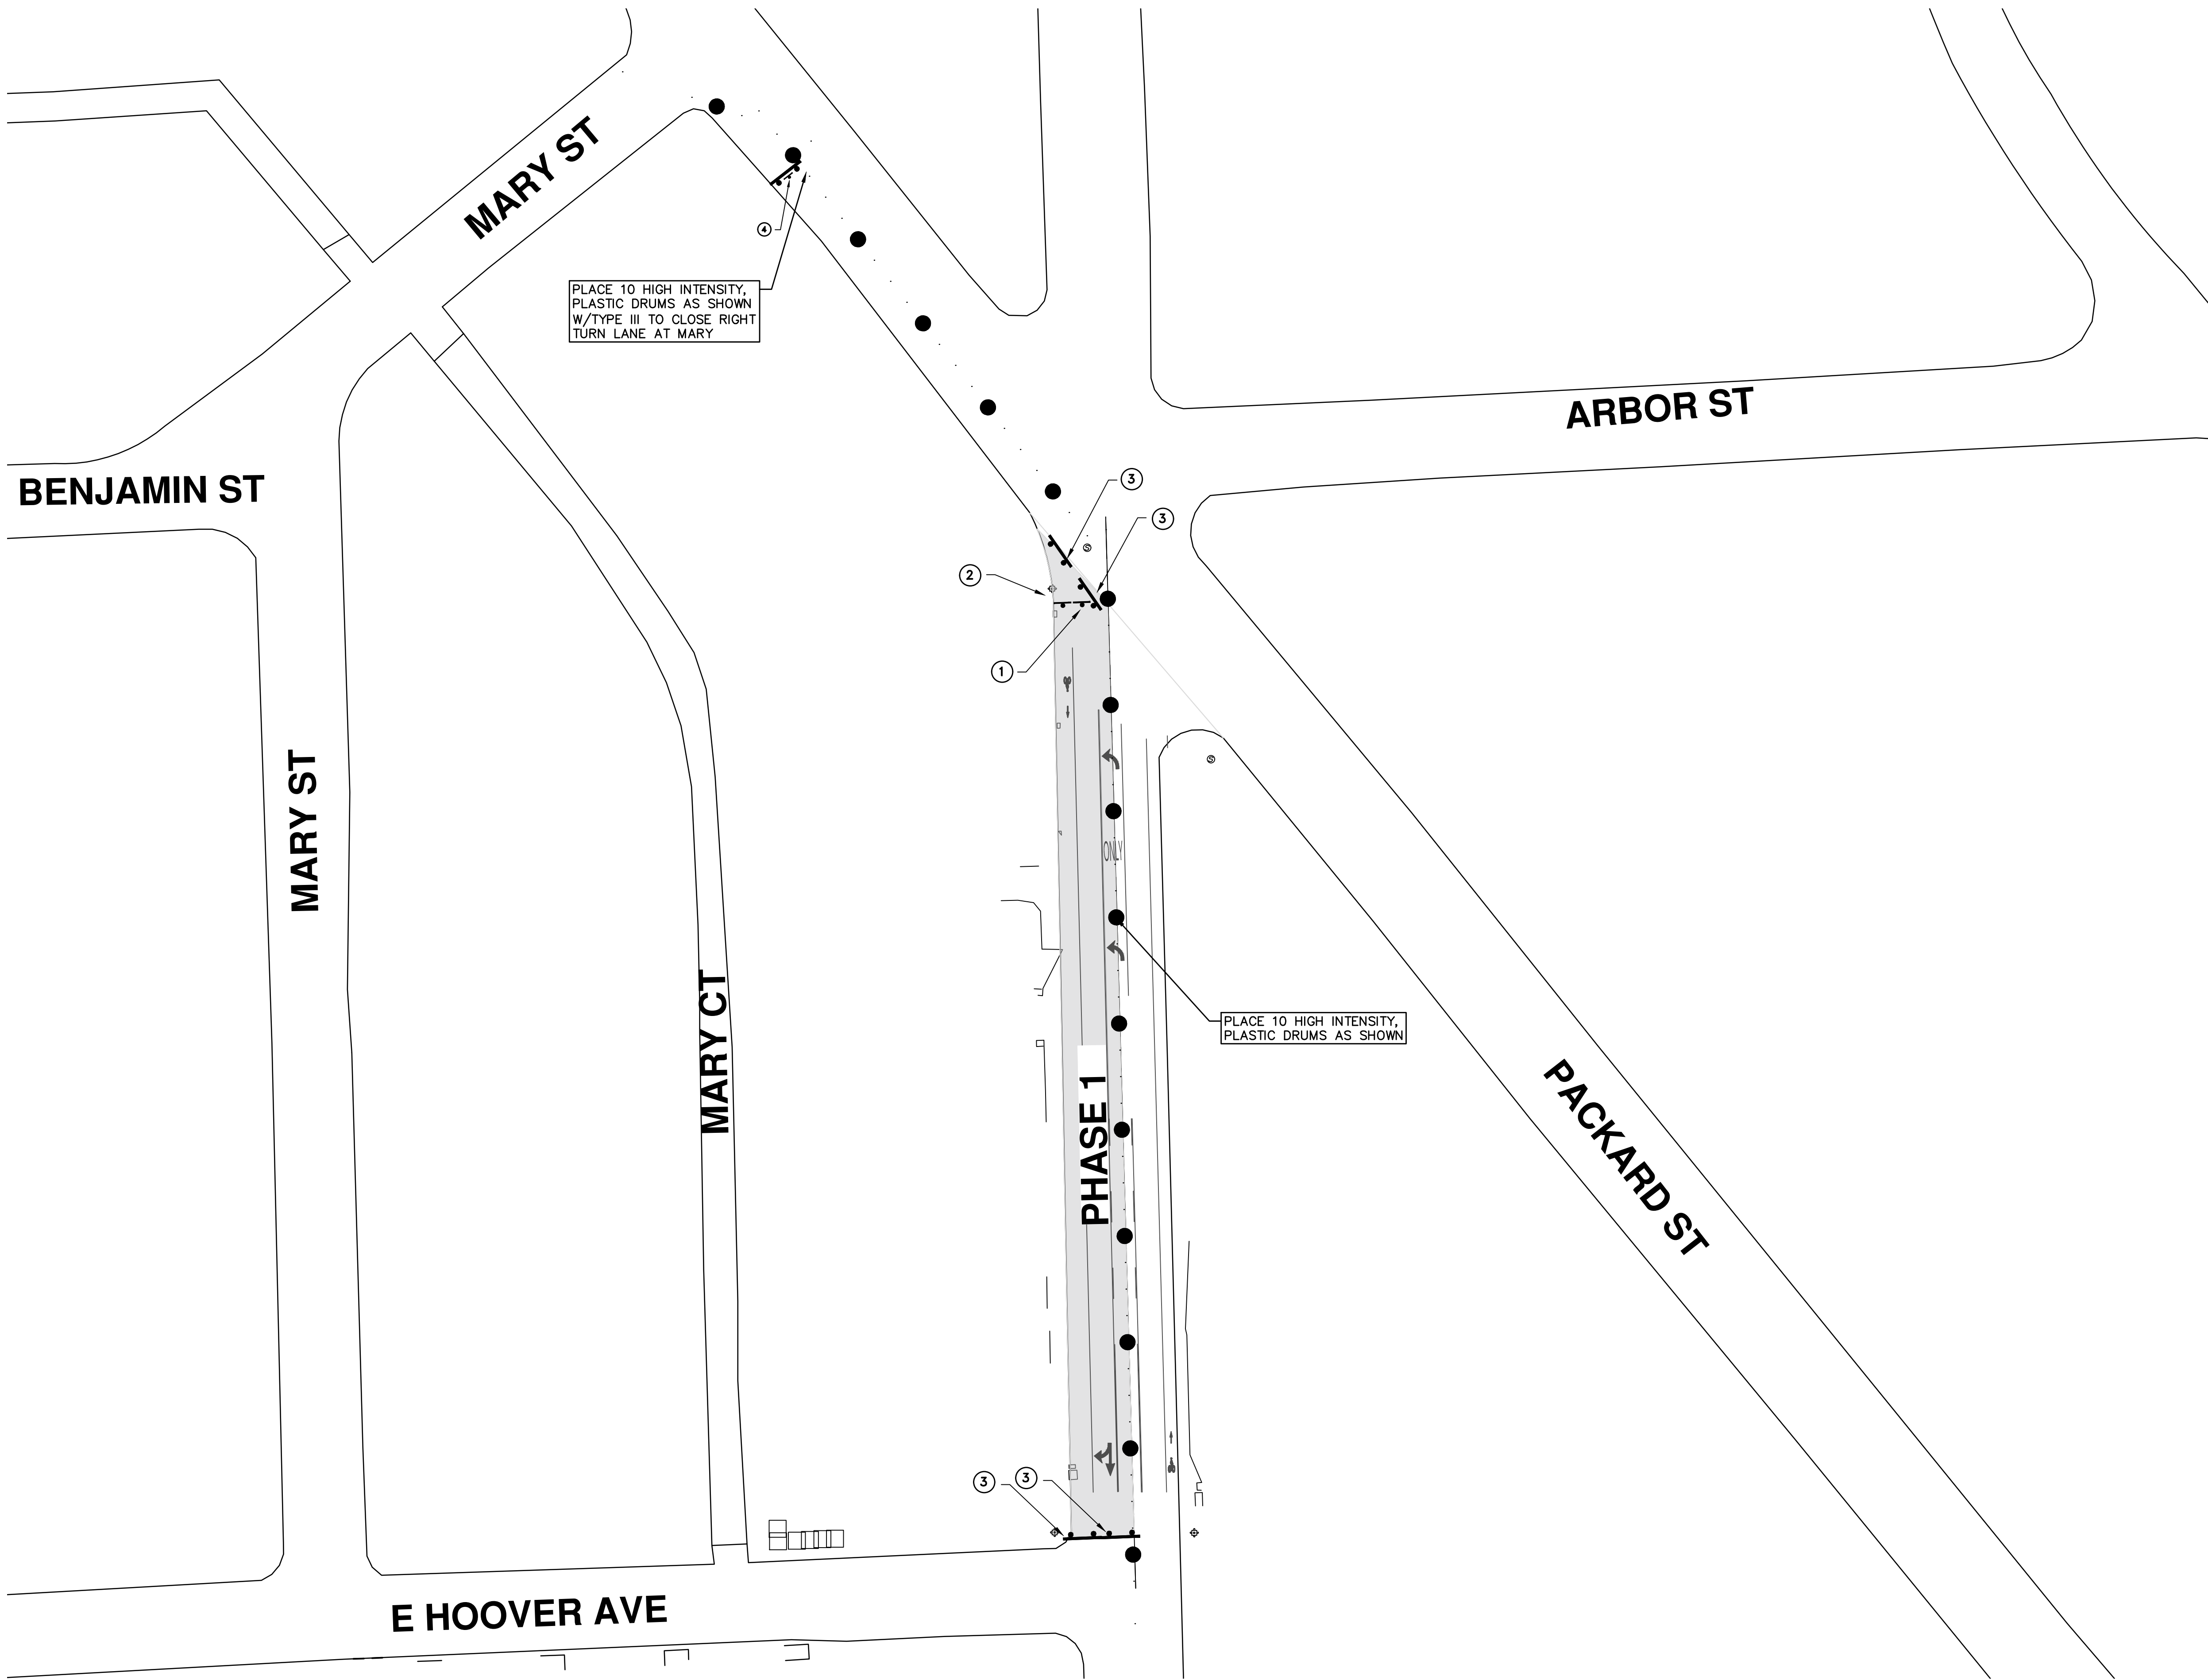 MARY ST
4
PLACE 10 HIGH INTENSITY,
PLASTIC DRUMS AS SHOWN
W/TYPE III TO CLOSE RIGHT
TURN LANE AT MARY
ARBOR ST
BENJAMIN ST
3
3
S
2
1
S
MARY ST
ONLY
MARY CT
PLACE 10 HIGH INTENSITY,
PLASTIC DRUMS AS SHOWN
PHASE 1
PACKARD ST
3
3
E HOOVER AVE